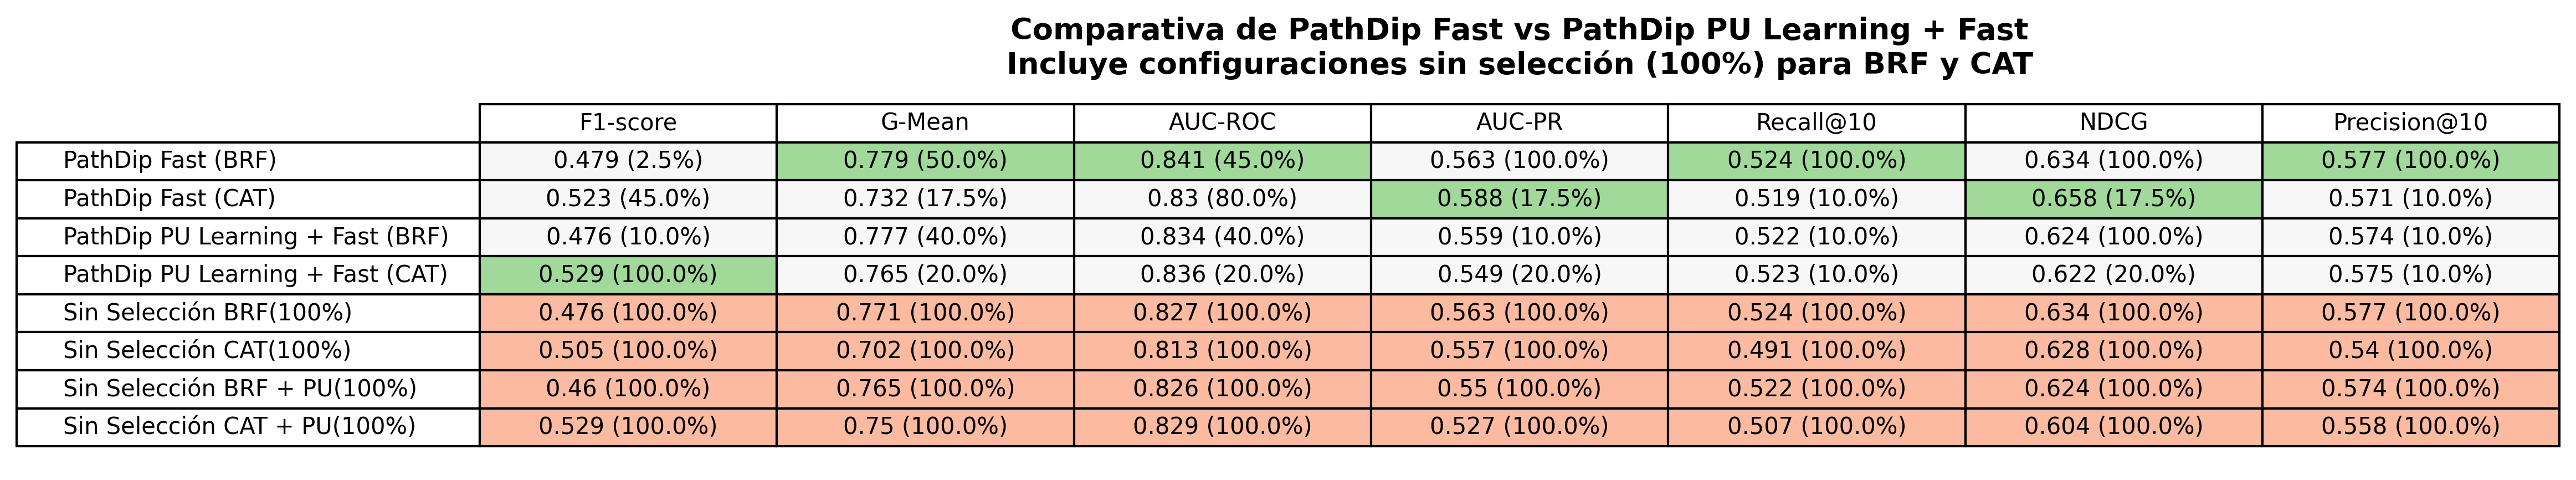 Comparativa de PathDip Fast vs PathDip PU Learning + Fast
Incluye configuraciones sin selección (100%) para BRF y CAT
F1-score G-Mean AUC-ROC AUC-PR Recall@10 NDCG Precision@10
PathDip Fast (BRF) 0.479 (2.5%) 0.779 (50.0%) 0.841 (45.0%) 0.563 (100.0%) 0.524 (100.0%) 0.634 (100.0%) 0.577 (100.0%)
PathDip Fast (CAT) 0.523 (45.0%) 0.732 (17.5%) 0.83 (80.0%) 0.588 (17.5%) 0.519 (10.0%) 0.658 (17.5%) 0.571 (10.0%)
PathDip PU Learning + Fast (BRF) 0.476 (10.0%) 0.777 (40.0%) 0.834 (40.0%) 0.559 (10.0%) 0.522 (10.0%) 0.624 (100.0%) 0.574 (10.0%)
PathDip PU Learning + Fast (CAT) 0.529 (100.0%) 0.765 (20.0%) 0.836 (20.0%) 0.549 (20.0%) 0.523 (10.0%) 0.622 (20.0%) 0.575 (10.0%)
Sin Selección BRF(100%) 0.476 (100.0%) 0.771 (100.0%) 0.827 (100.0%) 0.563 (100.0%) 0.524 (100.0%) 0.634 (100.0%) 0.577 (100.0%)
Sin Selección CAT(100%) 0.505 (100.0%) 0.702 (100.0%) 0.813 (100.0%) 0.557 (100.0%) 0.491 (100.0%) 0.628 (100.0%) 0.54 (100.0%)
Sin Selección BRF + PU(100%) 0.46 (100.0%) 0.765 (100.0%) 0.826 (100.0%) 0.55 (100.0%) 0.522 (100.0%) 0.624 (100.0%) 0.574 (100.0%)
Sin Selección CAT + PU(100%) 0.529 (100.0%) 0.75 (100.0%) 0.829 (100.0%) 0.527 (100.0%) 0.507 (100.0%) 0.604 (100.0%) 0.558 (100.0%)